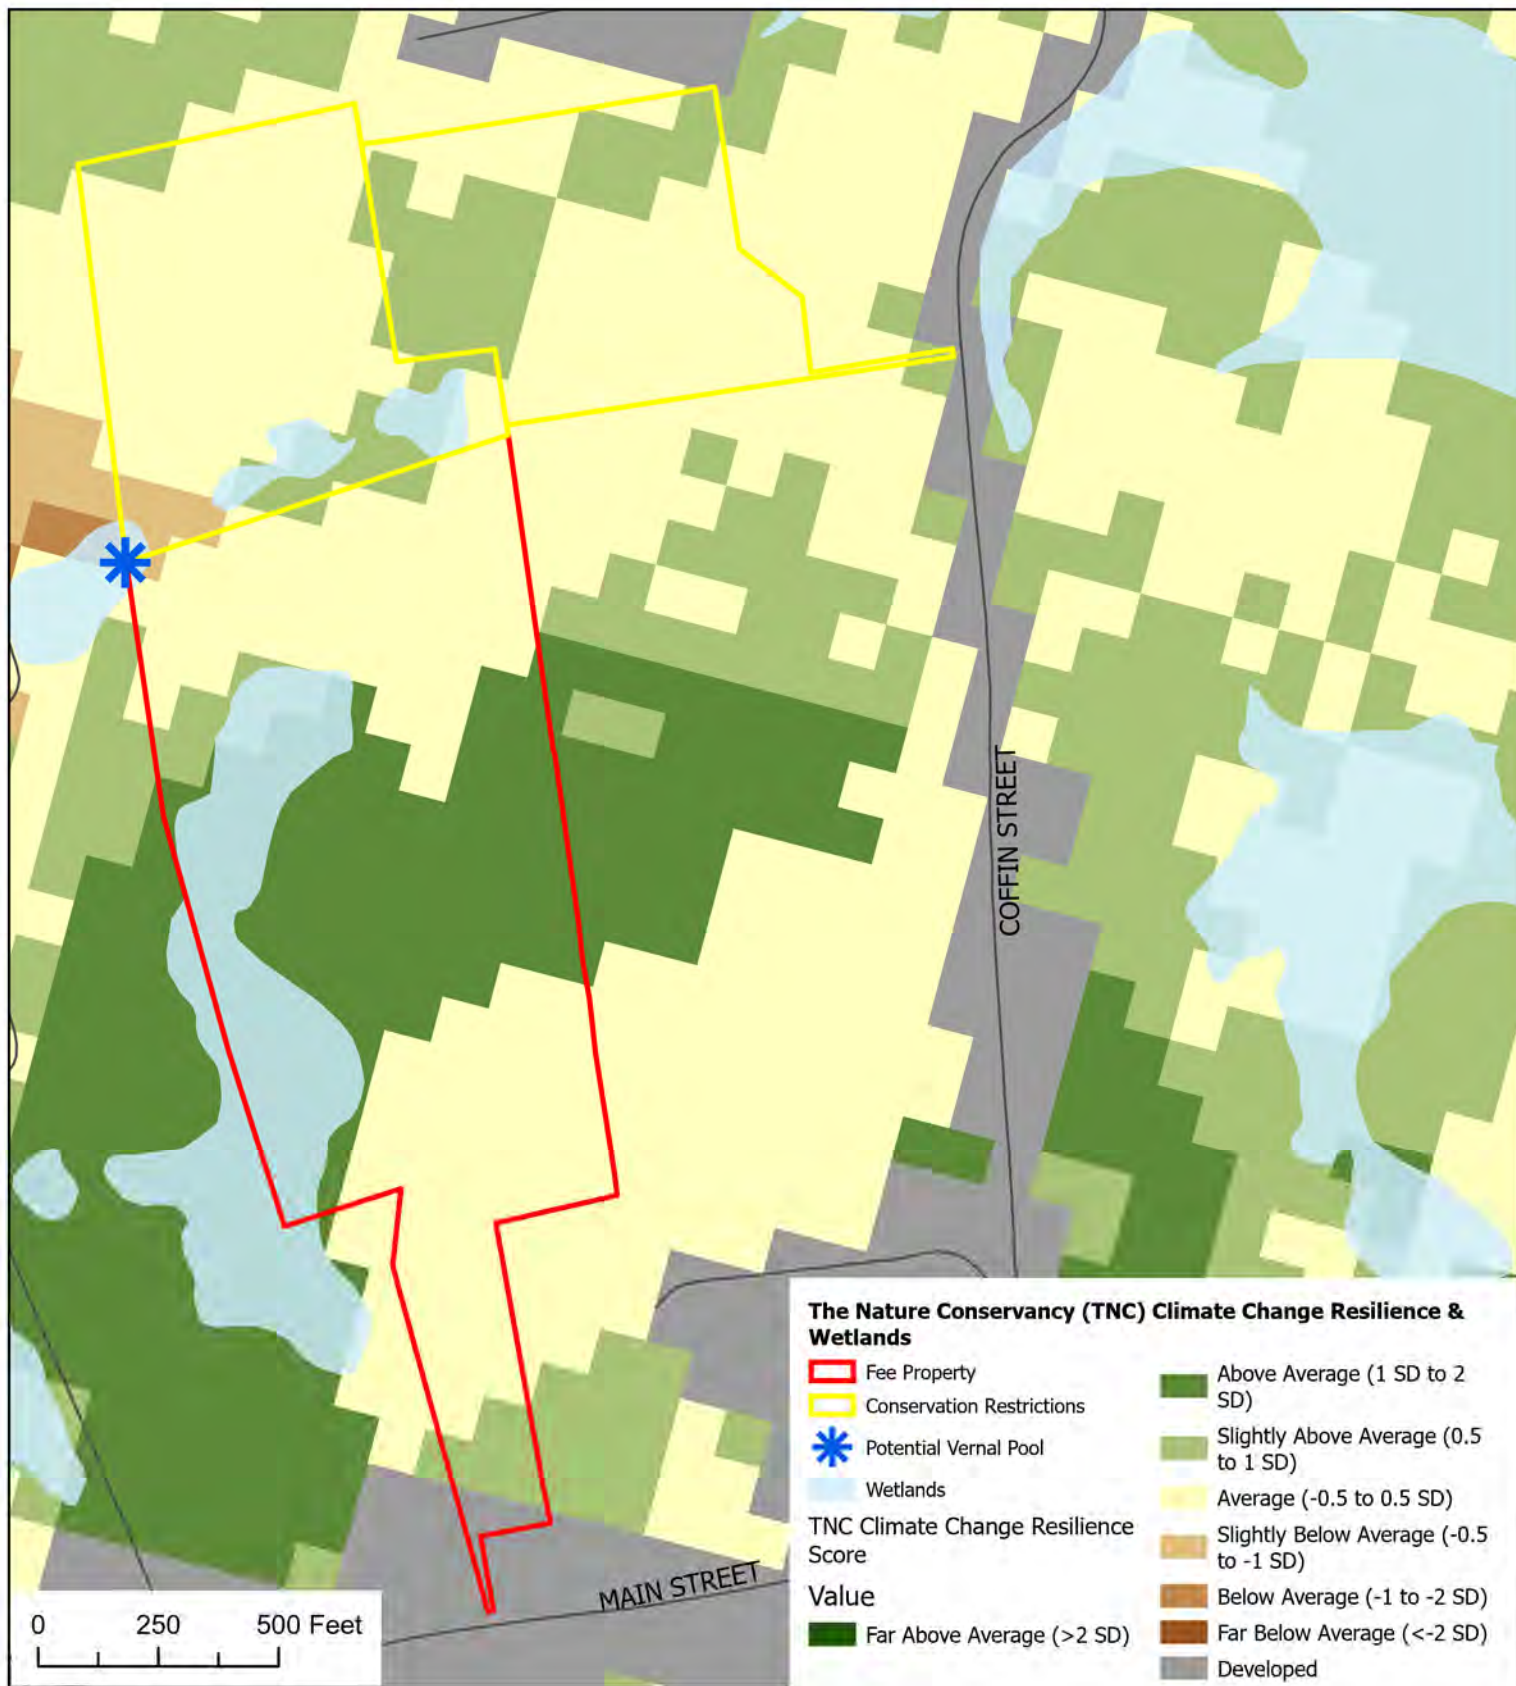 COFFIN STREET
MAIN STREET
0 250 500 Feet
The Nature Conservancy (TNC) Climate Change Resilience &
Wetlands
Fee Property
Conservation Restrictions
Potential Vernal Pool
Wetlands
TNC Climate Change Resilience
Score
Value
Far Above Average (>2 SD)
Above Average (1 SD to 2
SD)
Slightly Above Average (0.5
to 1 SD)
Average (-0.5 to 0.5 SD)
Slightly Below Average (-0.5
to -1 SD)
Below Average (-1 to -2 SD)
Far Below Average (<-2 SD)
Developed